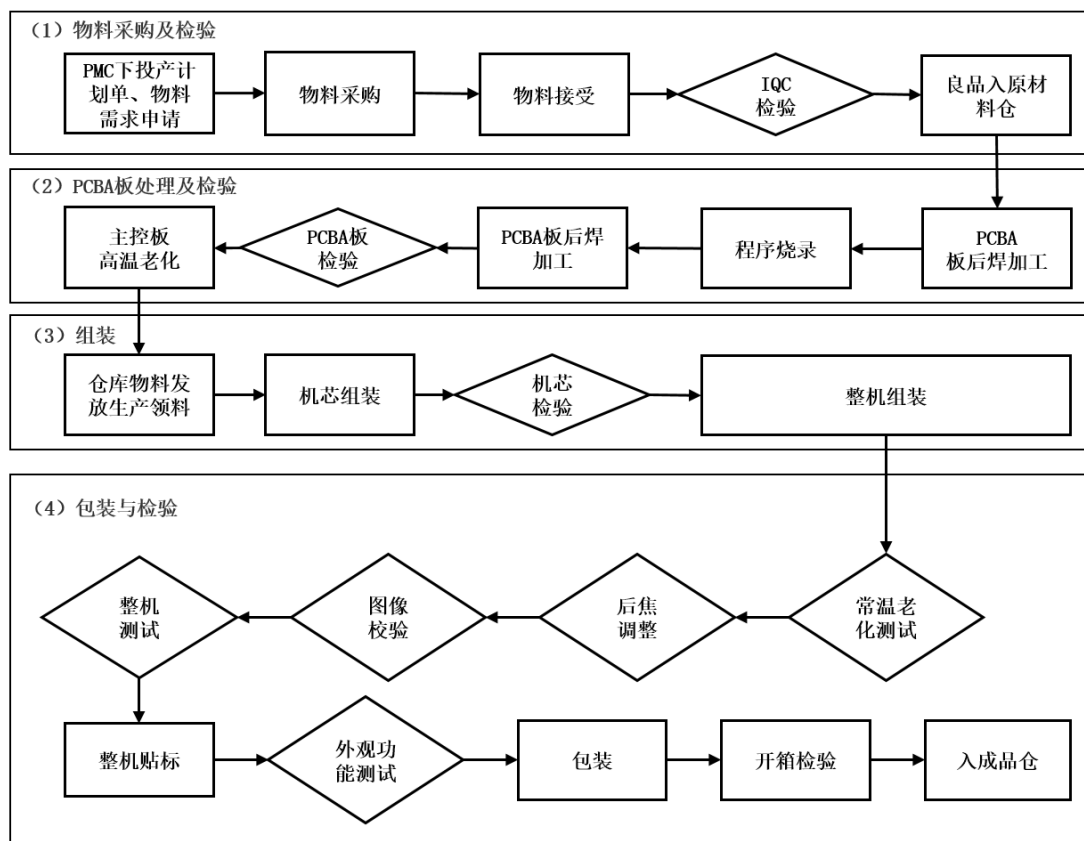 (1)物料采购及检验
PMC下投产计
划单、物料
需求申请
物料采购
物料接受
IQC
检验
良品入原材
料仓
(2)PCBA板处理及检验
主控板
高温老化
PCBA板
检验
PCBA板后焊
加工
程序烧录
PCBA
板后焊加工
(3)组装
仓库物料发
放生产领料
机芯组装
机芯
检验
整机组装
(4)包装与检验
整机
测试
图像
校验
后焦
调整
常温老
化测试
整机贴标
外观功
能测试
包装
开箱检验
入成品仓